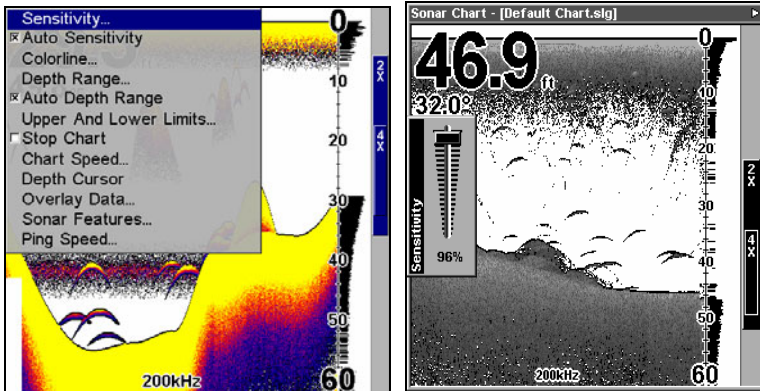 Sensitivity...
Auto Sensitivity
Colorline...
Depth Range...
Auto Depth Range
Upper And Lower Limits...
Stop Chart
Chart Speed...
Depth Cursor
Overlay Data...
Sonar Features...
Ping Speed...
0
10
20
30
40
50
60
2X
4X
200kHz
Sonar Chart - [Default Chart.slg]
46.9 ft
32.0°
Sensitivity
96%
0
10
20
30
40
50
60
2X
4X
200kHz